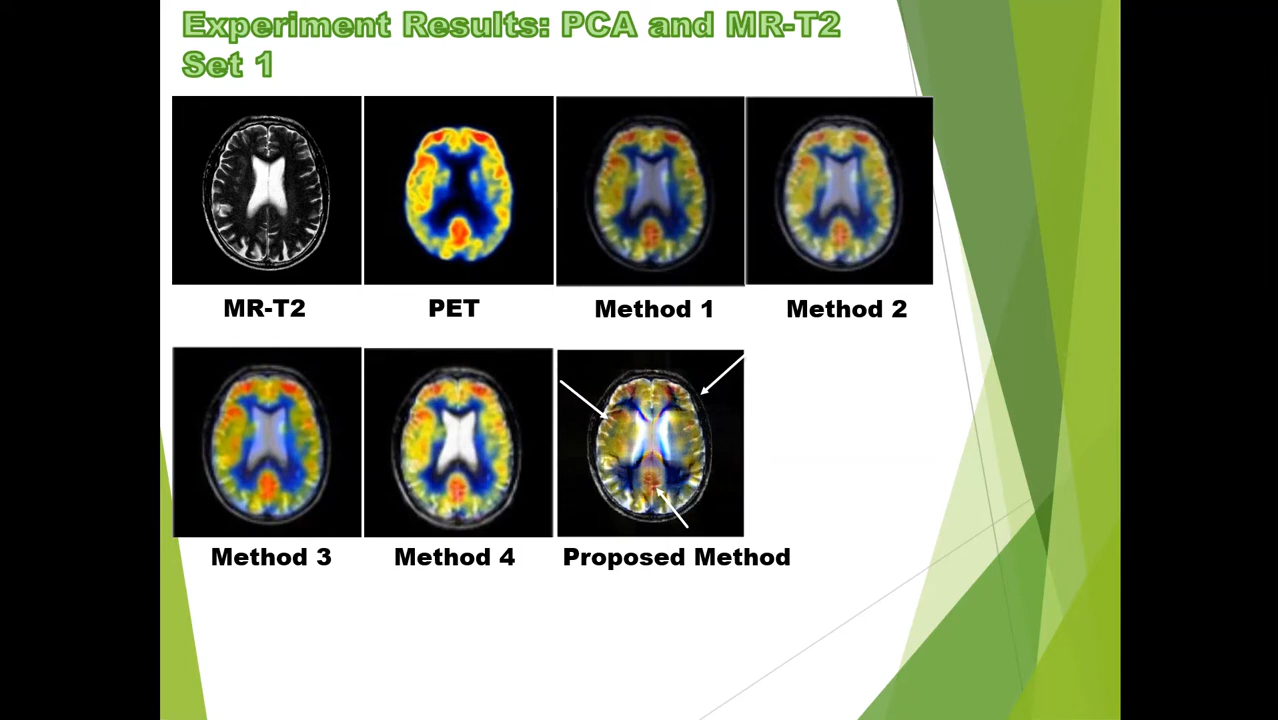 Experiment Results: PCA and MR-T2
Set 1
MR-T2
PET
Method 1
Method 2
Method 3
Method 4
Proposed Method